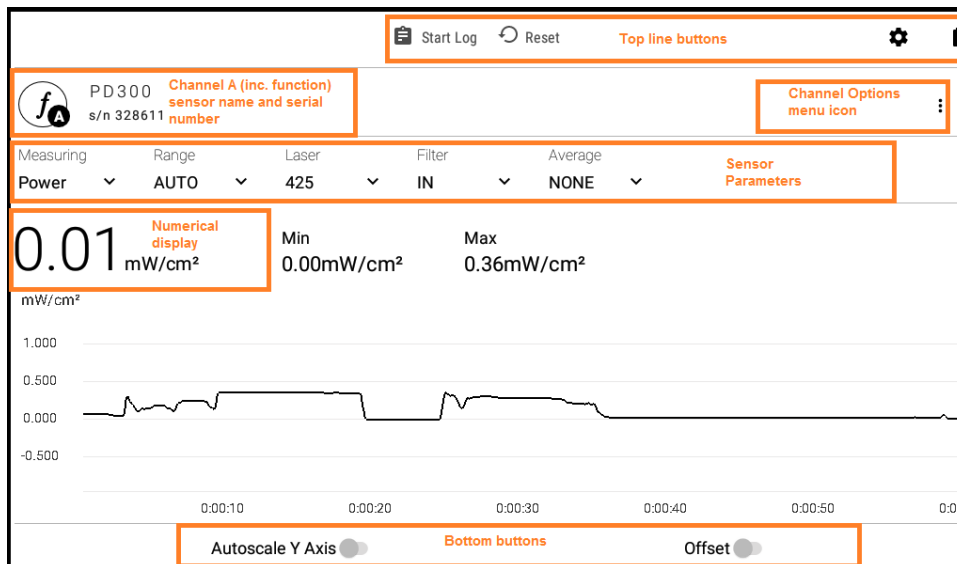 Start Log Reset Top line buttons
f A
PD300
s/n 328611
Channel A (inc. function)
sensor name and serial
number
Channel Options
menu icon
Measuring Range Laser Filter Average
Power AUTO 425 IN NONE
Sensor
Parameters
0.01 mW/cm²
Numerical
display
Min Max
0.00mW/cm² 0.36mW/cm²
mW/cm²
1.000
0.500
0.000
-0.500
0:00:10 0:00:20 0:00:30 0:00:40 0:00:50 0:0
Autoscale Y Axis Bottom buttons Offset